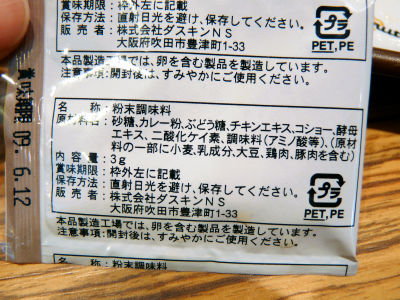 賞味期限：枠外左に記載
保存方法：直射日光を避け、保存してください。
販売者：株式会社ダスキンNS
大阪府吹田市豊津町1-33
プラ
PET,PE
本品製造工場では、卵を含む製品を製造しています。
注意事項：開封後は、すみやかにご使用ください。
名称：粉末調味料
原材料名：砂糖、カレー粉、ぶどう糖、チキンエキス、コショー、酵母
エキス、二酸化ケイ素、調味料（アミノ酸等）、（原
材料の一部に小麦、乳成分、大豆、鶏肉、豚肉を含む）
内容量：3g
賞味期限：枠外左に記載
保存方法：直射日光を避け、保存してください。
販売者：株式会社ダスキンNS
大阪府吹田市豊津町1-33
プラ
PET,PE
本品製造工場では、卵を含む製品を製造しています。
注意事項：開封後は、すみやかにご使用ください。
名称：粉末調味料
賞味期限 09.6.12